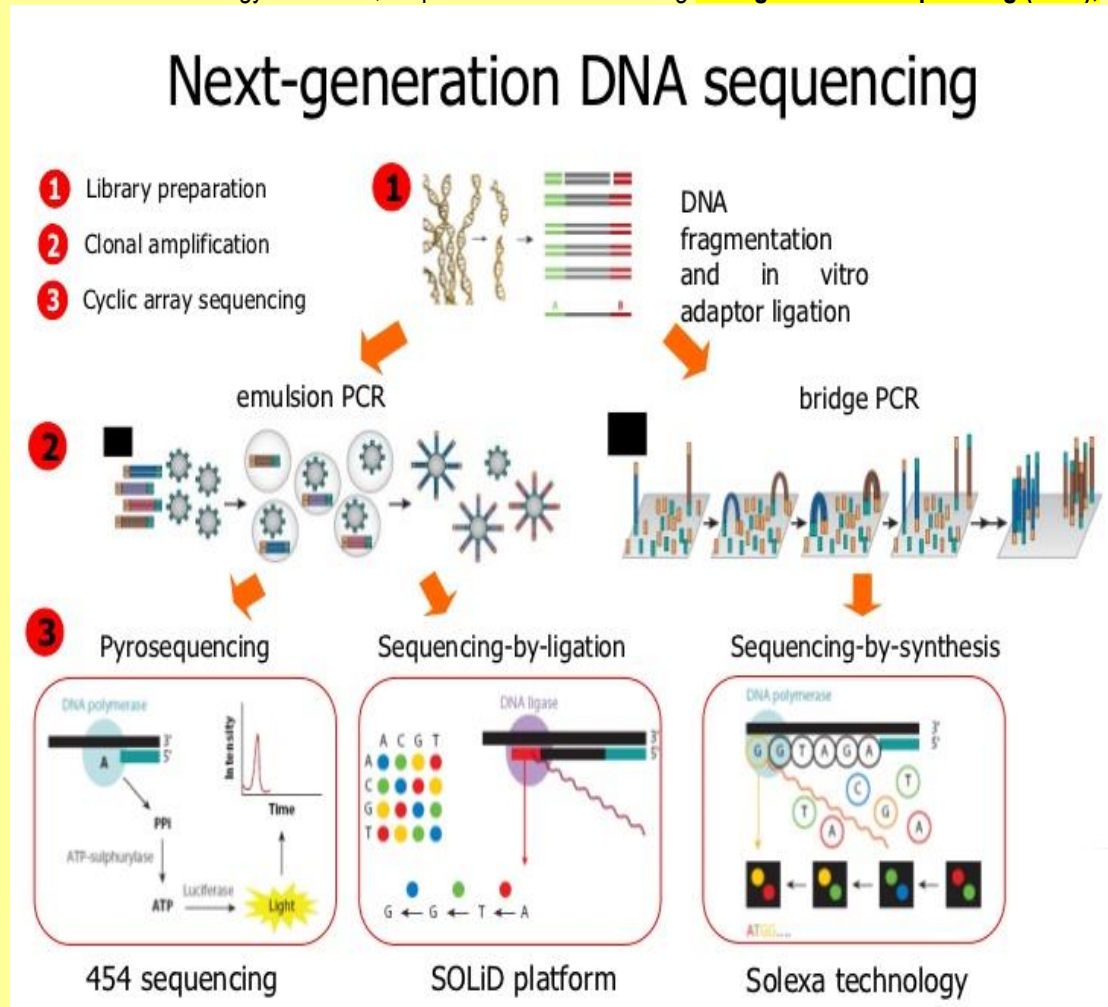 Next-generation DNA sequencing
1 Library preparation
2 Clonal amplification
3 Cyclic array sequencing
1
A B
DNA
fragmentation
and in vitro
adaptor ligation
emulsion PCR
bridge PCR
2
3
Pyrosequencing
DNA polymerase
3'
5'
A
PPi
ATP-sulphurylase
ATP
Luciferase
Light
Intensity
Time
454 sequencing
Sequencing-by-ligation
DNA ligase
A C G T
A
C
G
T
3'
5'
G G T A
SOLiD platform
Sequencing-by-synthesis
DNA polymerase
3'
5'
G G T A G A
T A C G T A
ATGG....
Solexa technology